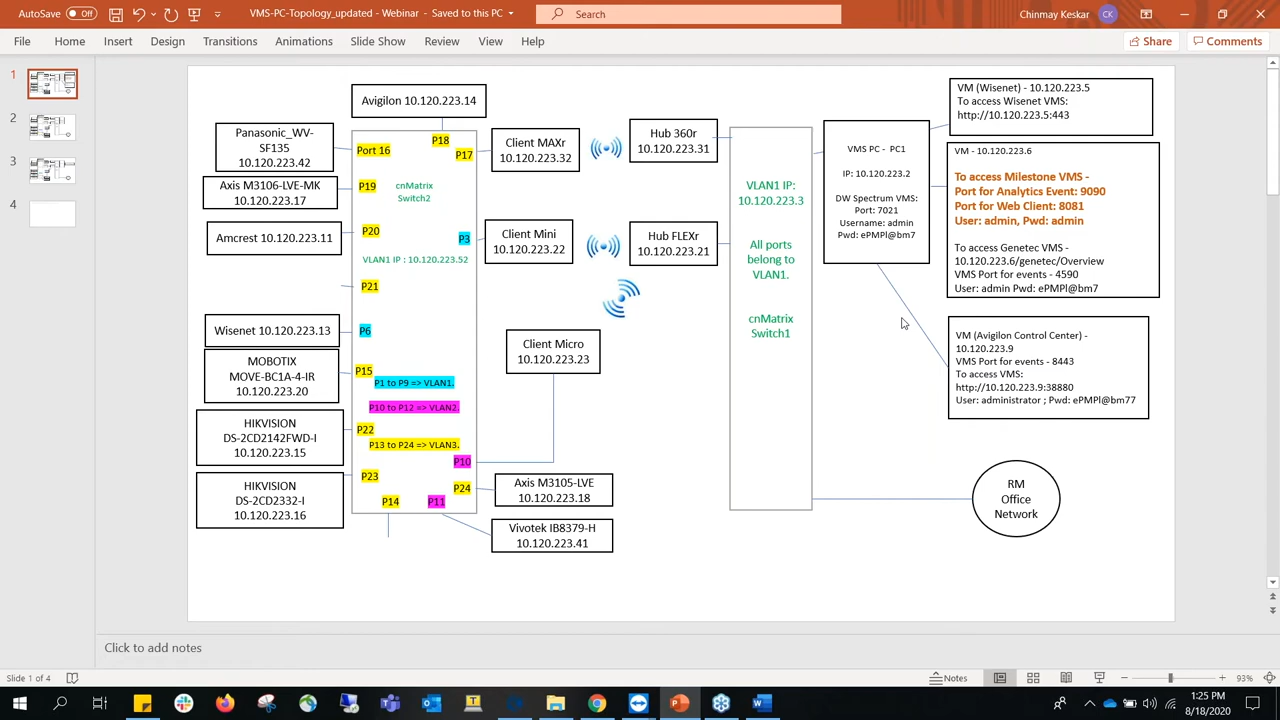 AutoSave Off
VMS-PC-Topology_updated - Webinar - Saved to this PC
Search
Chinmay Keskar
CK
File Home Insert Design Transitions Animations Slide Show Review View Help
Share
Comments
1
2
3
4
Avigilon 10.120.223.14
Panasonic_WV-
SF135
10.120.223.42
Axis M3106-LVE-MK
10.120.223.17
Amcrest 10.120.223.11
Wisenet 10.120.223.13
MOBOTIX
MOVE-BC1A-4-IR
10.120.223.20
HIKVISION
DS-2CD2142FWD-I
10.120.223.15
HIKVISION
DS-2CD2332-I
10.120.223.16
P18
Port 16
P17
P19
cnMatrix
Switch2
P20
P3
VLAN1 IP : 10.120.223.52
P21
P6
P15
P1 to P9 => VLAN1.
P10 to P12 => VLAN2.
P22
P13 to P24 => VLAN3.
P10
P23
P24
P14
P11
Client MAXr
10.120.223.32
Client Mini
10.120.223.22
Client Micro
10.120.223.23
Axis M3105-LVE
10.120.223.18
Vivotek IB8379-H
10.120.223.41
Hub 360r
10.120.223.31
Hub FLEXr
10.120.223.21
VLAN1 IP:
10.120.223.3
All ports
belong to
VLAN1.
cnMatrix
Switch1
VMS PC - PC1
IP: 10.120.223.2
DW Spectrum VMS:
Port: 7021
Username: admin
Pwd: ePMPl@bm7
VM (Wisenet) - 10.120.223.5
To access Wisenet VMS:
http://10.120.223.5:443
VM - 10.120.223.6
To access Milestone VMS -
Port for Analytics Event: 9090
Port for Web Client: 8081
User: admin, Pwd: admin
To access Genetec VMS -
10.120.223.6/genetec/Overview
VMS Port for events - 4590
User: admin Pwd: ePMPl@bm7
VM (Avigilon Control Center) -
10.120.223.9
VMS Port for events - 8443
To access VMS:
http://10.120.223.9:38880
User: administrator ; Pwd: ePMPl@bm77
RM
Office
Network
Click to add notes
Slide 1 of 4
Notes
93%
1:25 PM
8/18/2020